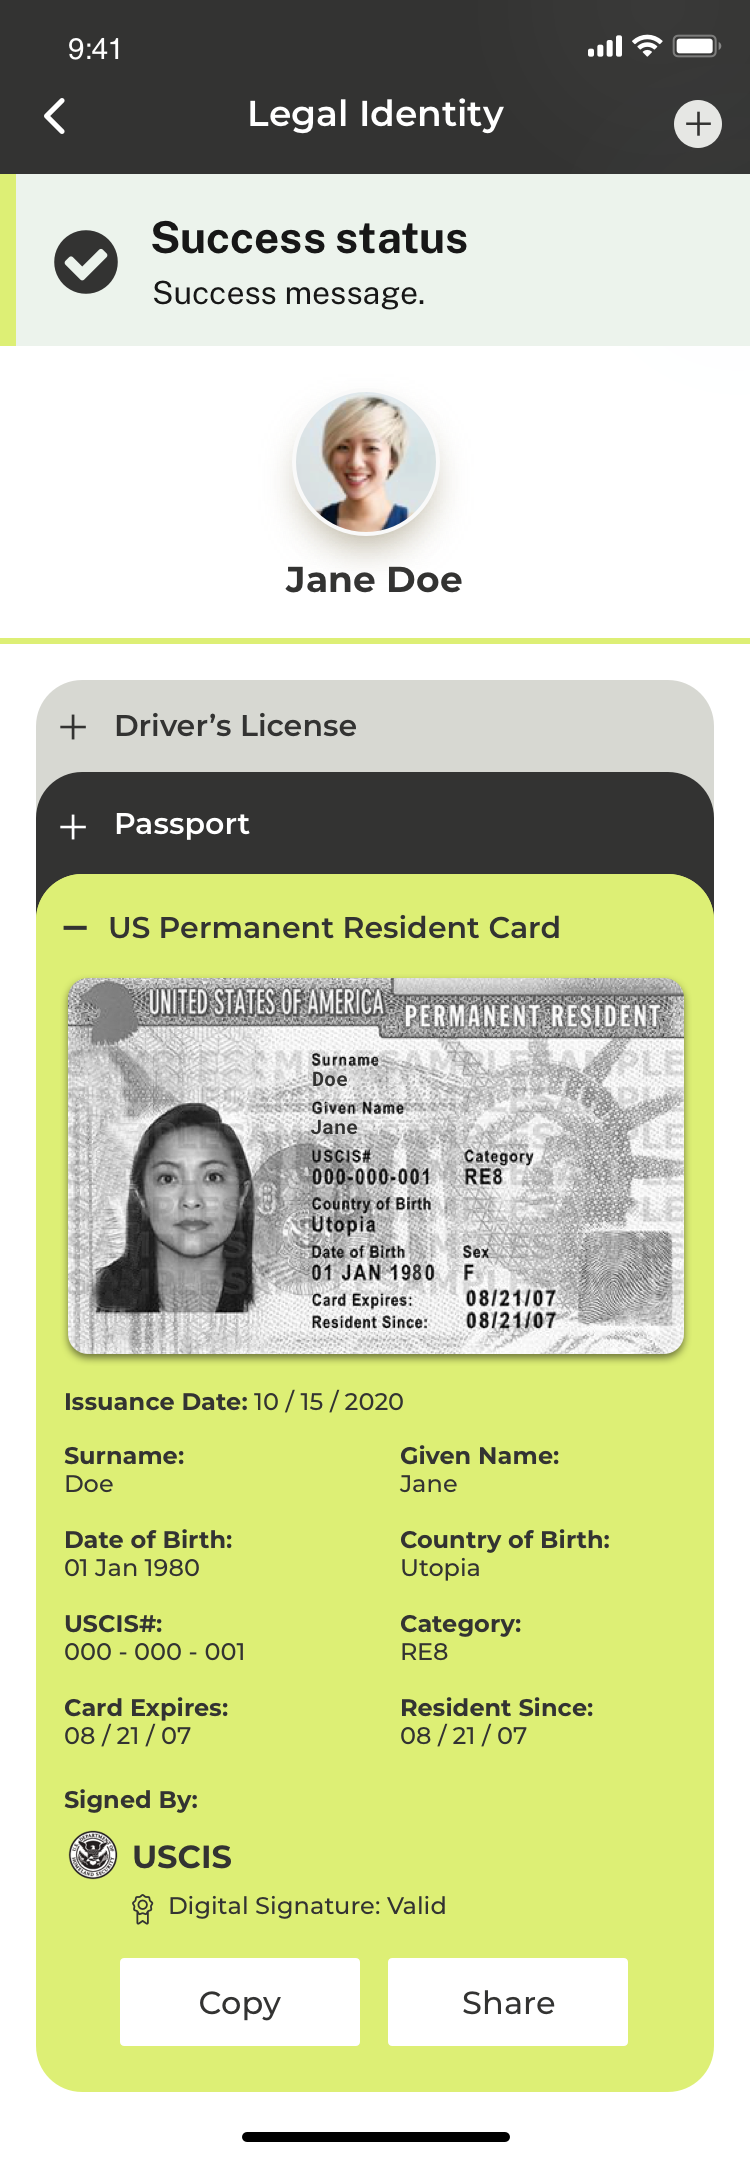 9:41
Legal Identity
Success status
Success message.
Jane Doe
Driver’s License
Passport
US Permanent Resident Card
UNITED STATES OF AMERICA
PERMANENT RESIDENT
Surname
Doe
Given Name
Jane
USCIS# Category
000-000-001 RE8
Country of Birth
Utopia
Date of Birth Sex
01 JAN 1980 F
Card Expires: 08/21/07
Resident Since: 08/21/07
Issuance Date: 10 / 15 / 2020
Surname: Given Name:
Doe Jane
Date of Birth: Country of Birth:
01 Jan 1980 Utopia
USCIS#: Category:
000 - 000 - 001 RE8
Card Expires: Resident Since:
08 / 21 / 07 08 / 21 / 07
Signed By:
USCIS
Digital Signature: Valid
Copy Share